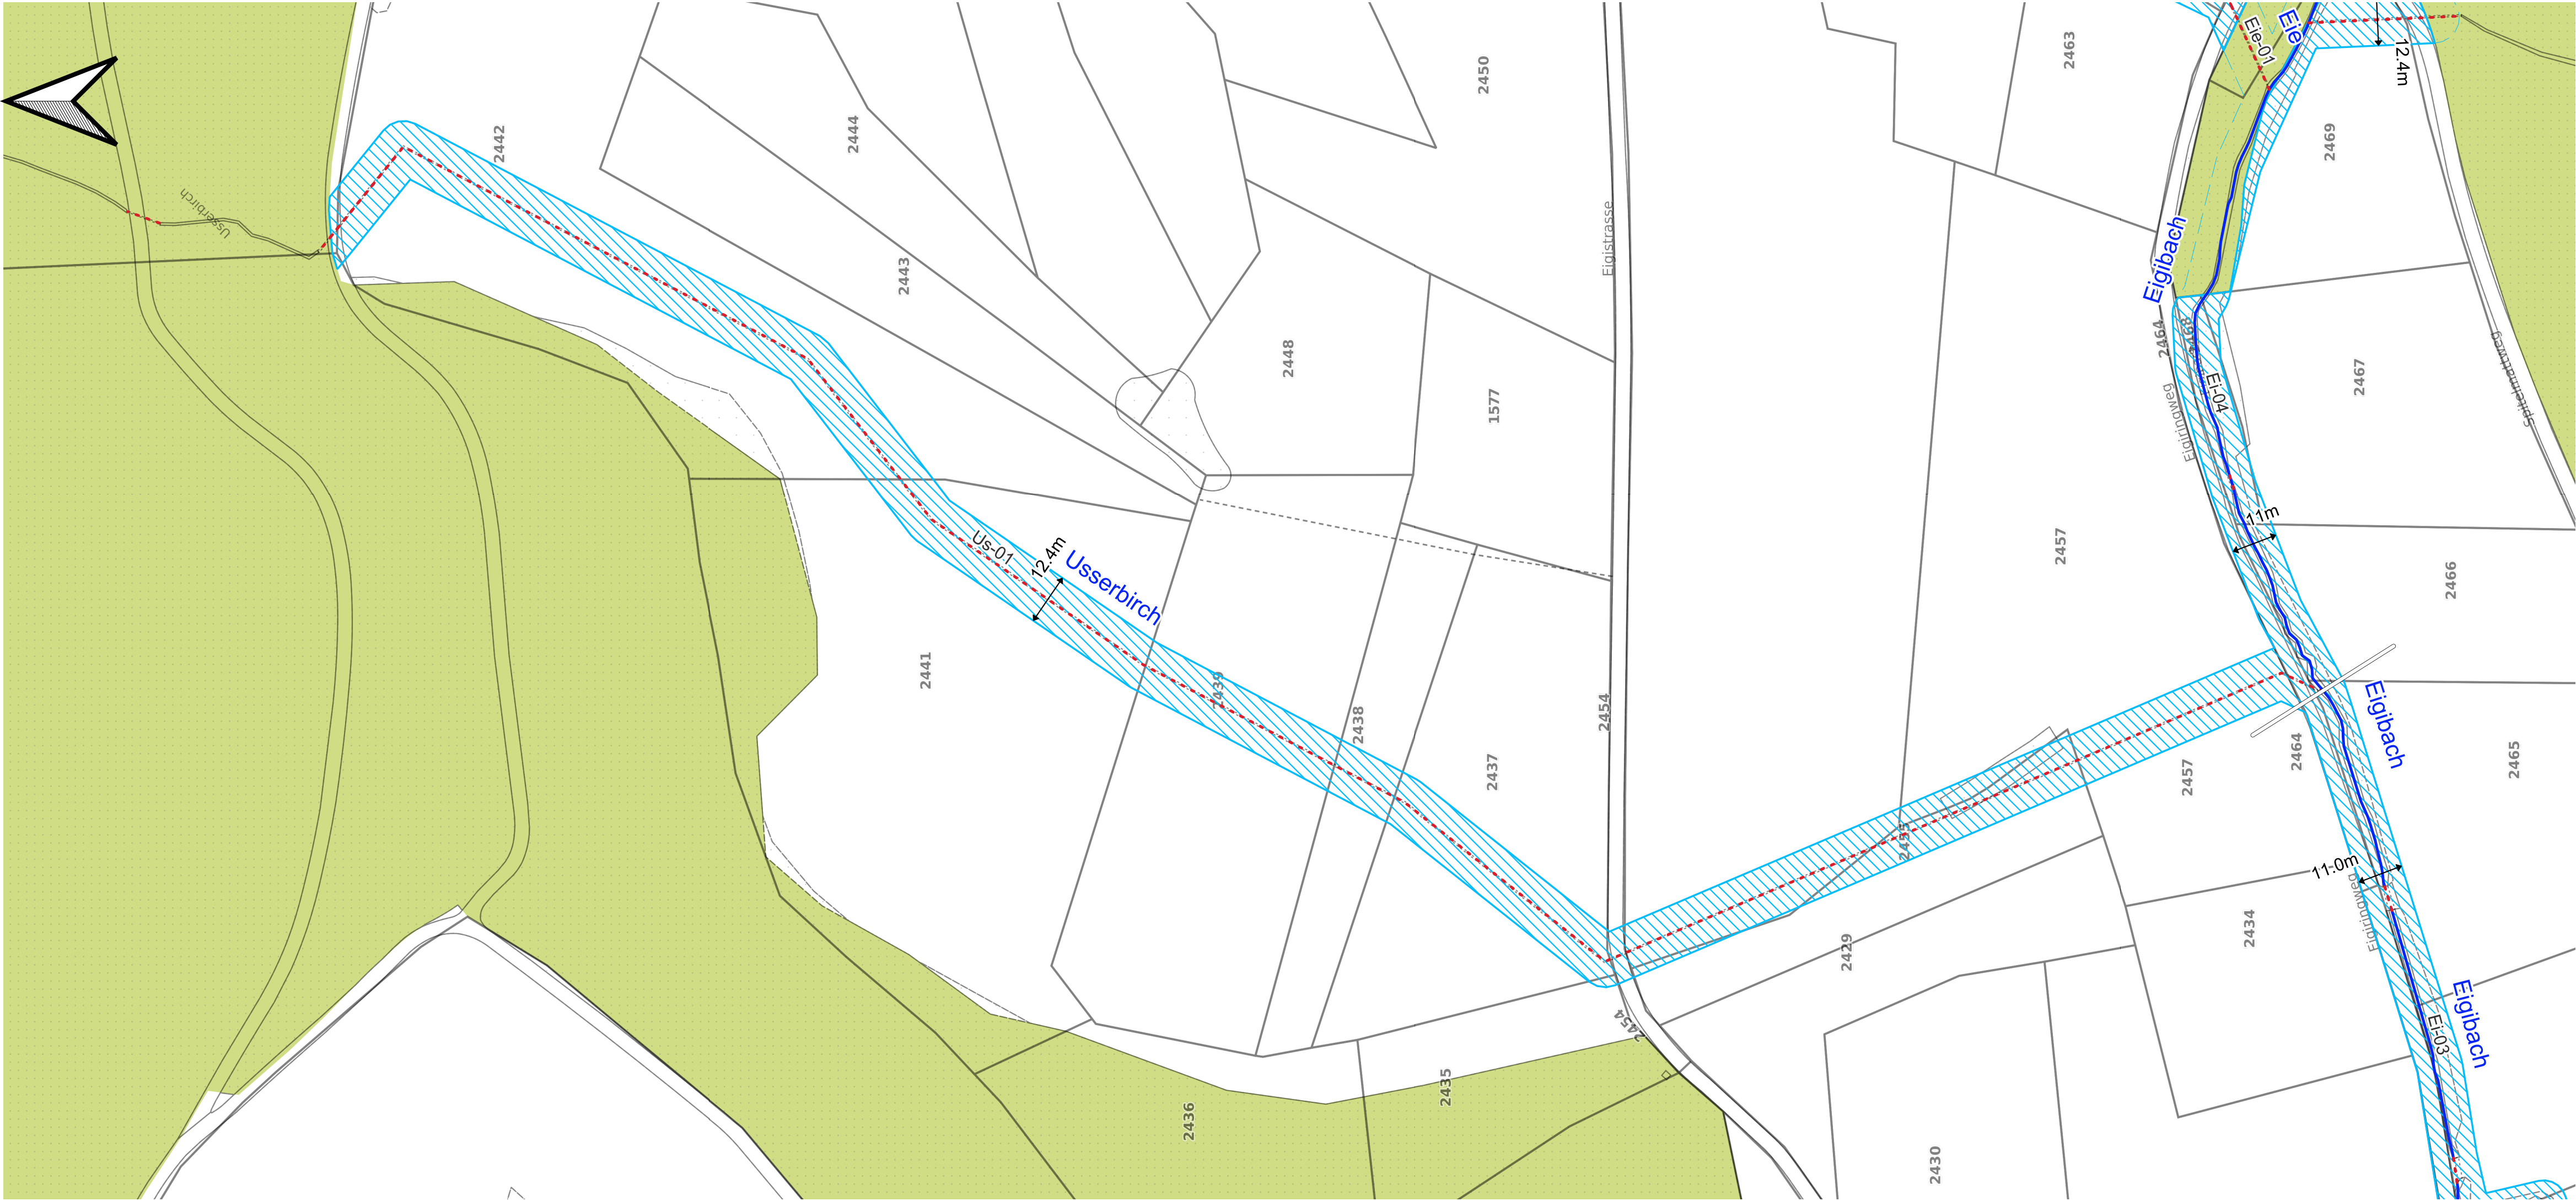 Eie
Eie-01
12.4m
2463
2450
2444
2442
2469
Usserbirch
Eigistrasse
Eigibach
2443
2464
2448
1577
Ei-04
2467
Spitelmattweg
Eigiringweg
11m
Us-01
12.4m
Usserbirch
2457
2466
2441
2439
2438
2454
2437
Eigibach
2464
2465
2457
2455
11.0m
Eigiringweg
2434
2429
2454
Eigibach
Ei-03
2435
2436
2430